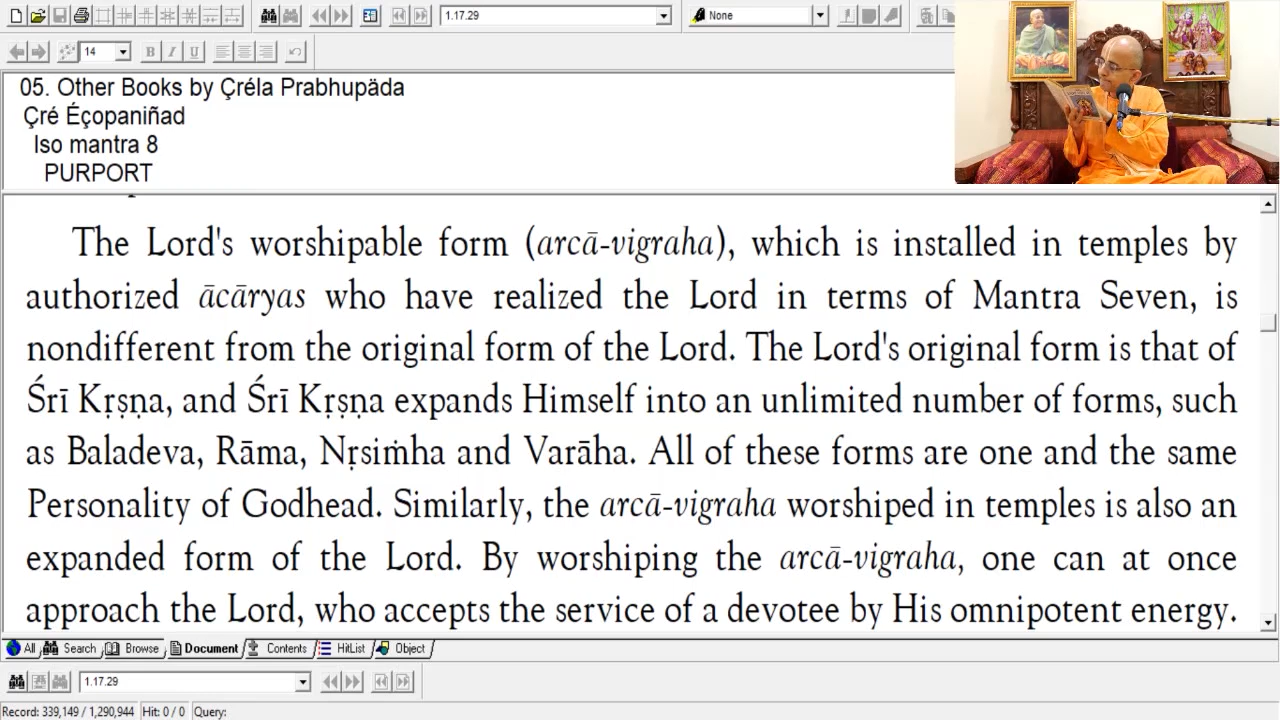 1.17.29
None
14
B I U
05. Other Books by Çréla Prabhupäda
Çré Éçopaniñad
Iso mantra 8
PURPORT
The Lord's worshipable form (arcā-vigraha), which is installed in temples by
authorized ācāryas who have realized the Lord in terms of Mantra Seven, is
nondifferent from the original form of the Lord. The Lord's original form is that of
Śrī Kṛṣṇa, and Śrī Kṛṣṇa expands Himself into an unlimited number of forms, such
as Baladeva, Rāma, Nṛsiṁha and Varāha. All of these forms are one and the same
Personality of Godhead. Similarly, the arcā-vigraha worshiped in temples is also an
expanded form of the Lord. By worshiping the arcā-vigraha, one can at once
approach the Lord, who accepts the service of a devotee by His omnipotent energy.
All Search Browse Document Contents HitList Object
1.17.29
Record: 339,149 / 1,290,944 Hit: 0 / 0 Query: